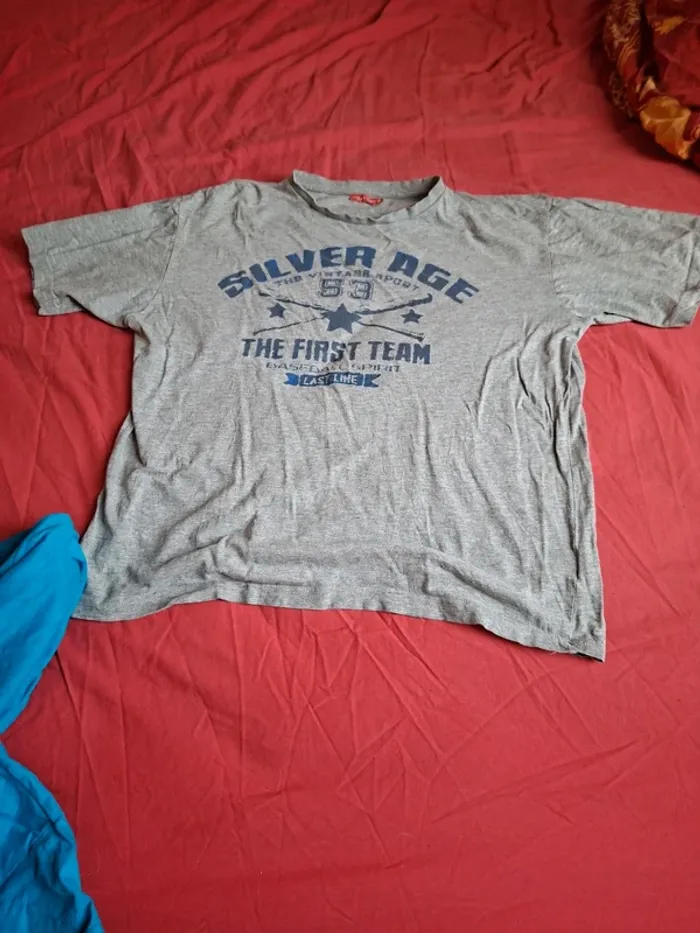 SILVER AGE
THE VINTAGE SPORT
53
THE FIRST TEAM
BASEBALL SPIRIT
LAST LINE